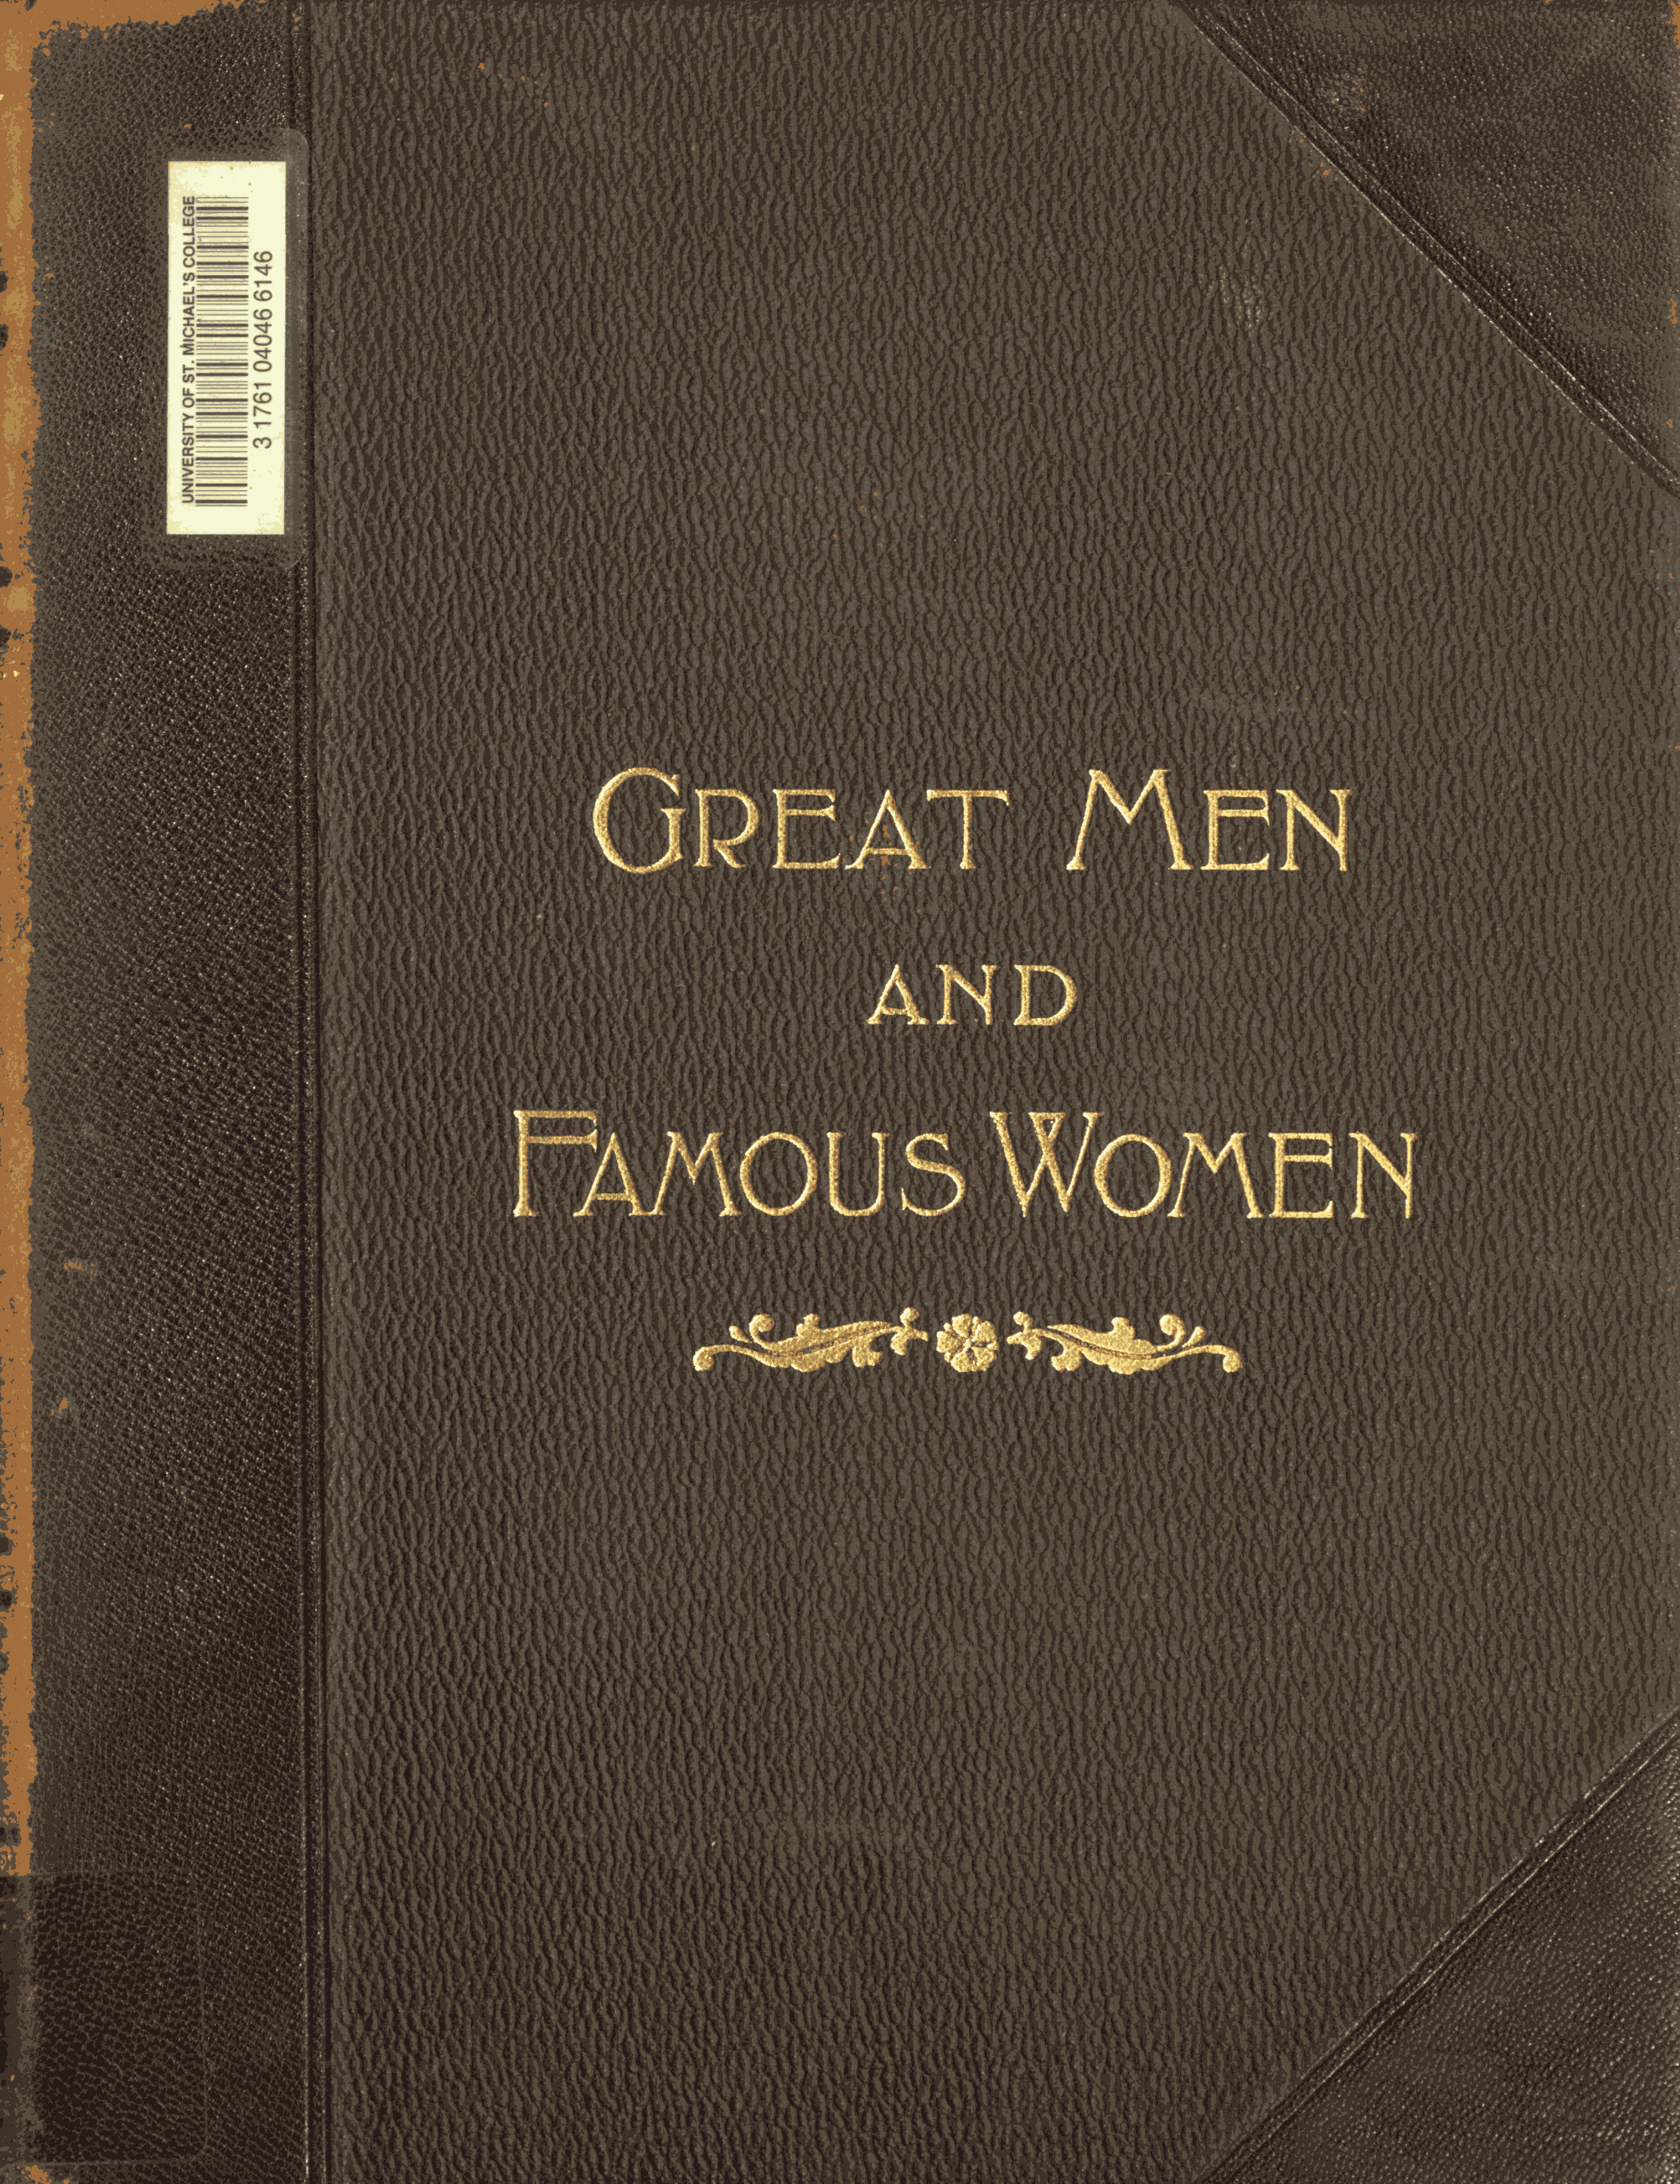 UNIVERSITY OF ST. MICHAEL'S COLLEGE
3 1761 04046 6146
GREAT MEN
AND
FAMOUS WOMEN